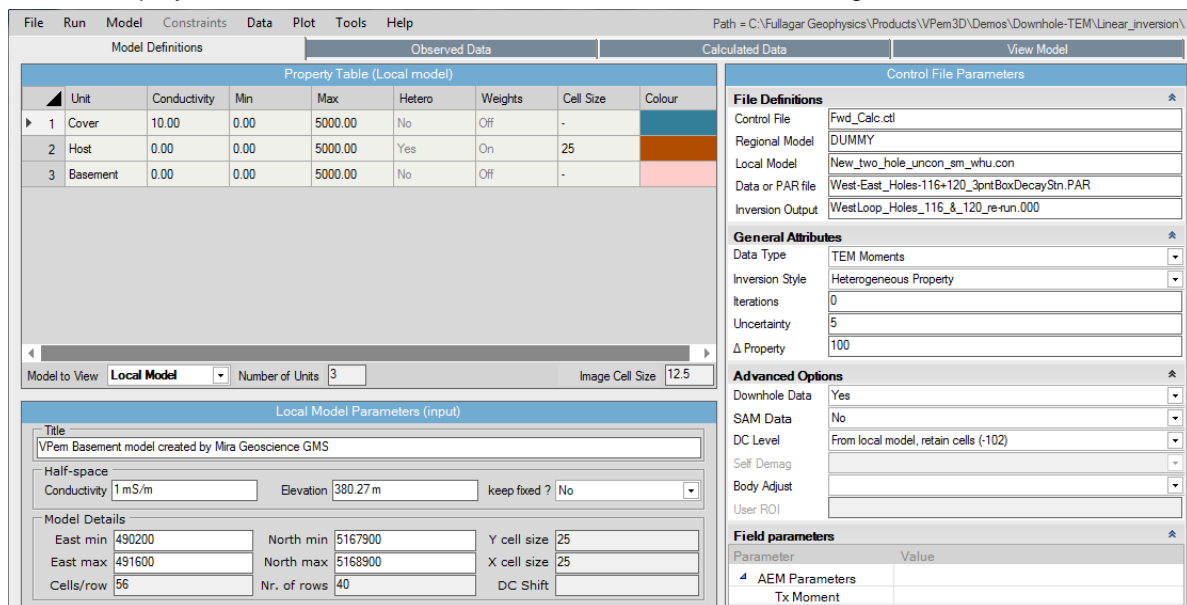 File Run Model Constraints Data Plot Tools Help Path = C:\Fullagar Geophysics\Products\VPem3D\Demos\Downhole-TEM\Linear_inversion\
Model Definitions Observed Data Calculated Data View Model
Property Table (Local model)
Unit Conductivity Min Max Hetero Weights Cell Size Colour
1 Cover 10.00 0.00 5000.00 No Off -
2 Host 0.00 0.00 5000.00 Yes On 25
3 Basement 0.00 0.00 5000.00 No Off -
Model to View Local Model Number of Units 3 Image Cell Size 12.5
Local Model Parameters (input)
Title
VPem Basement model created by Mira Geoscience GMS
Half-space
Conductivity 1 mS/m Elevation 380.27 m keep fixed ? No
Model Details
East min 490200 North min 5167900 Y cell size 25
East max 491600 North max 5168900 X cell size 25
Cells/row 56 Nr. of rows 40 DC Shift
Control File Parameters
File Definitions
Control File Fwd_Calc.ctl
Regional Model DUMMY
Local Model New_two_hole_uncon_sm_whu.con
Data or PAR file West-East_Holes-116+120_3pntBoxDecayStn.PAR
Inversion Output WestLoop_Holes_116_&_120_re-run.000
General Attributes
Data Type TEM Moments
Inversion Style Heterogeneous Property
Iterations 0
Uncertainty 5
Δ Property 100
Advanced Options
Downhole Data Yes
SAM Data No
DC Level From local model, retain cells (-102)
Self Demag
Body Adjust
User ROI
Field parameters
Parameter Value
AEM Parameters
Tx Moment